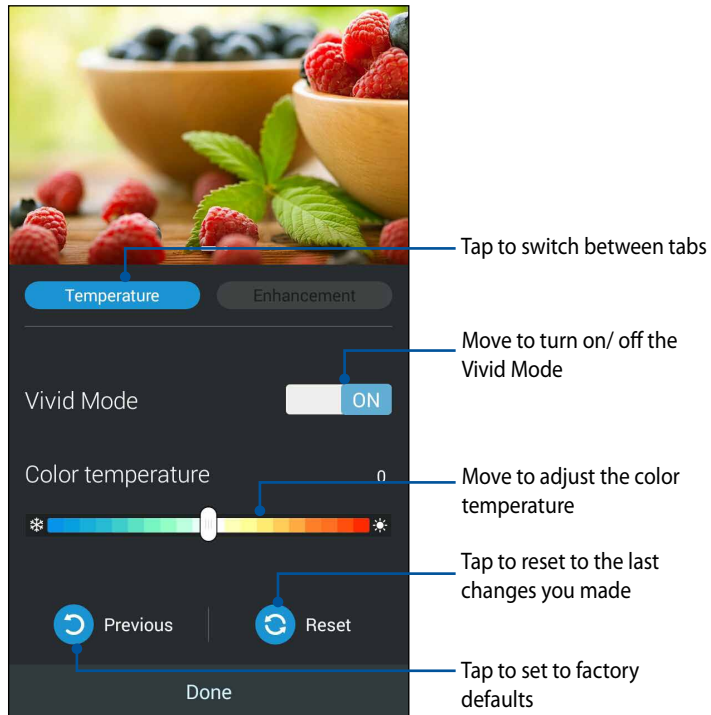 Tap to switch between tabs
Temperature
Enhancement
Move to turn on/ off the
Vivid Mode
Vivid Mode
ON
Color temperature
0
Move to adjust the color
temperature
Tap to reset to the last
changes you made
Previous
Reset
Tap to set to factory
defaults
Done